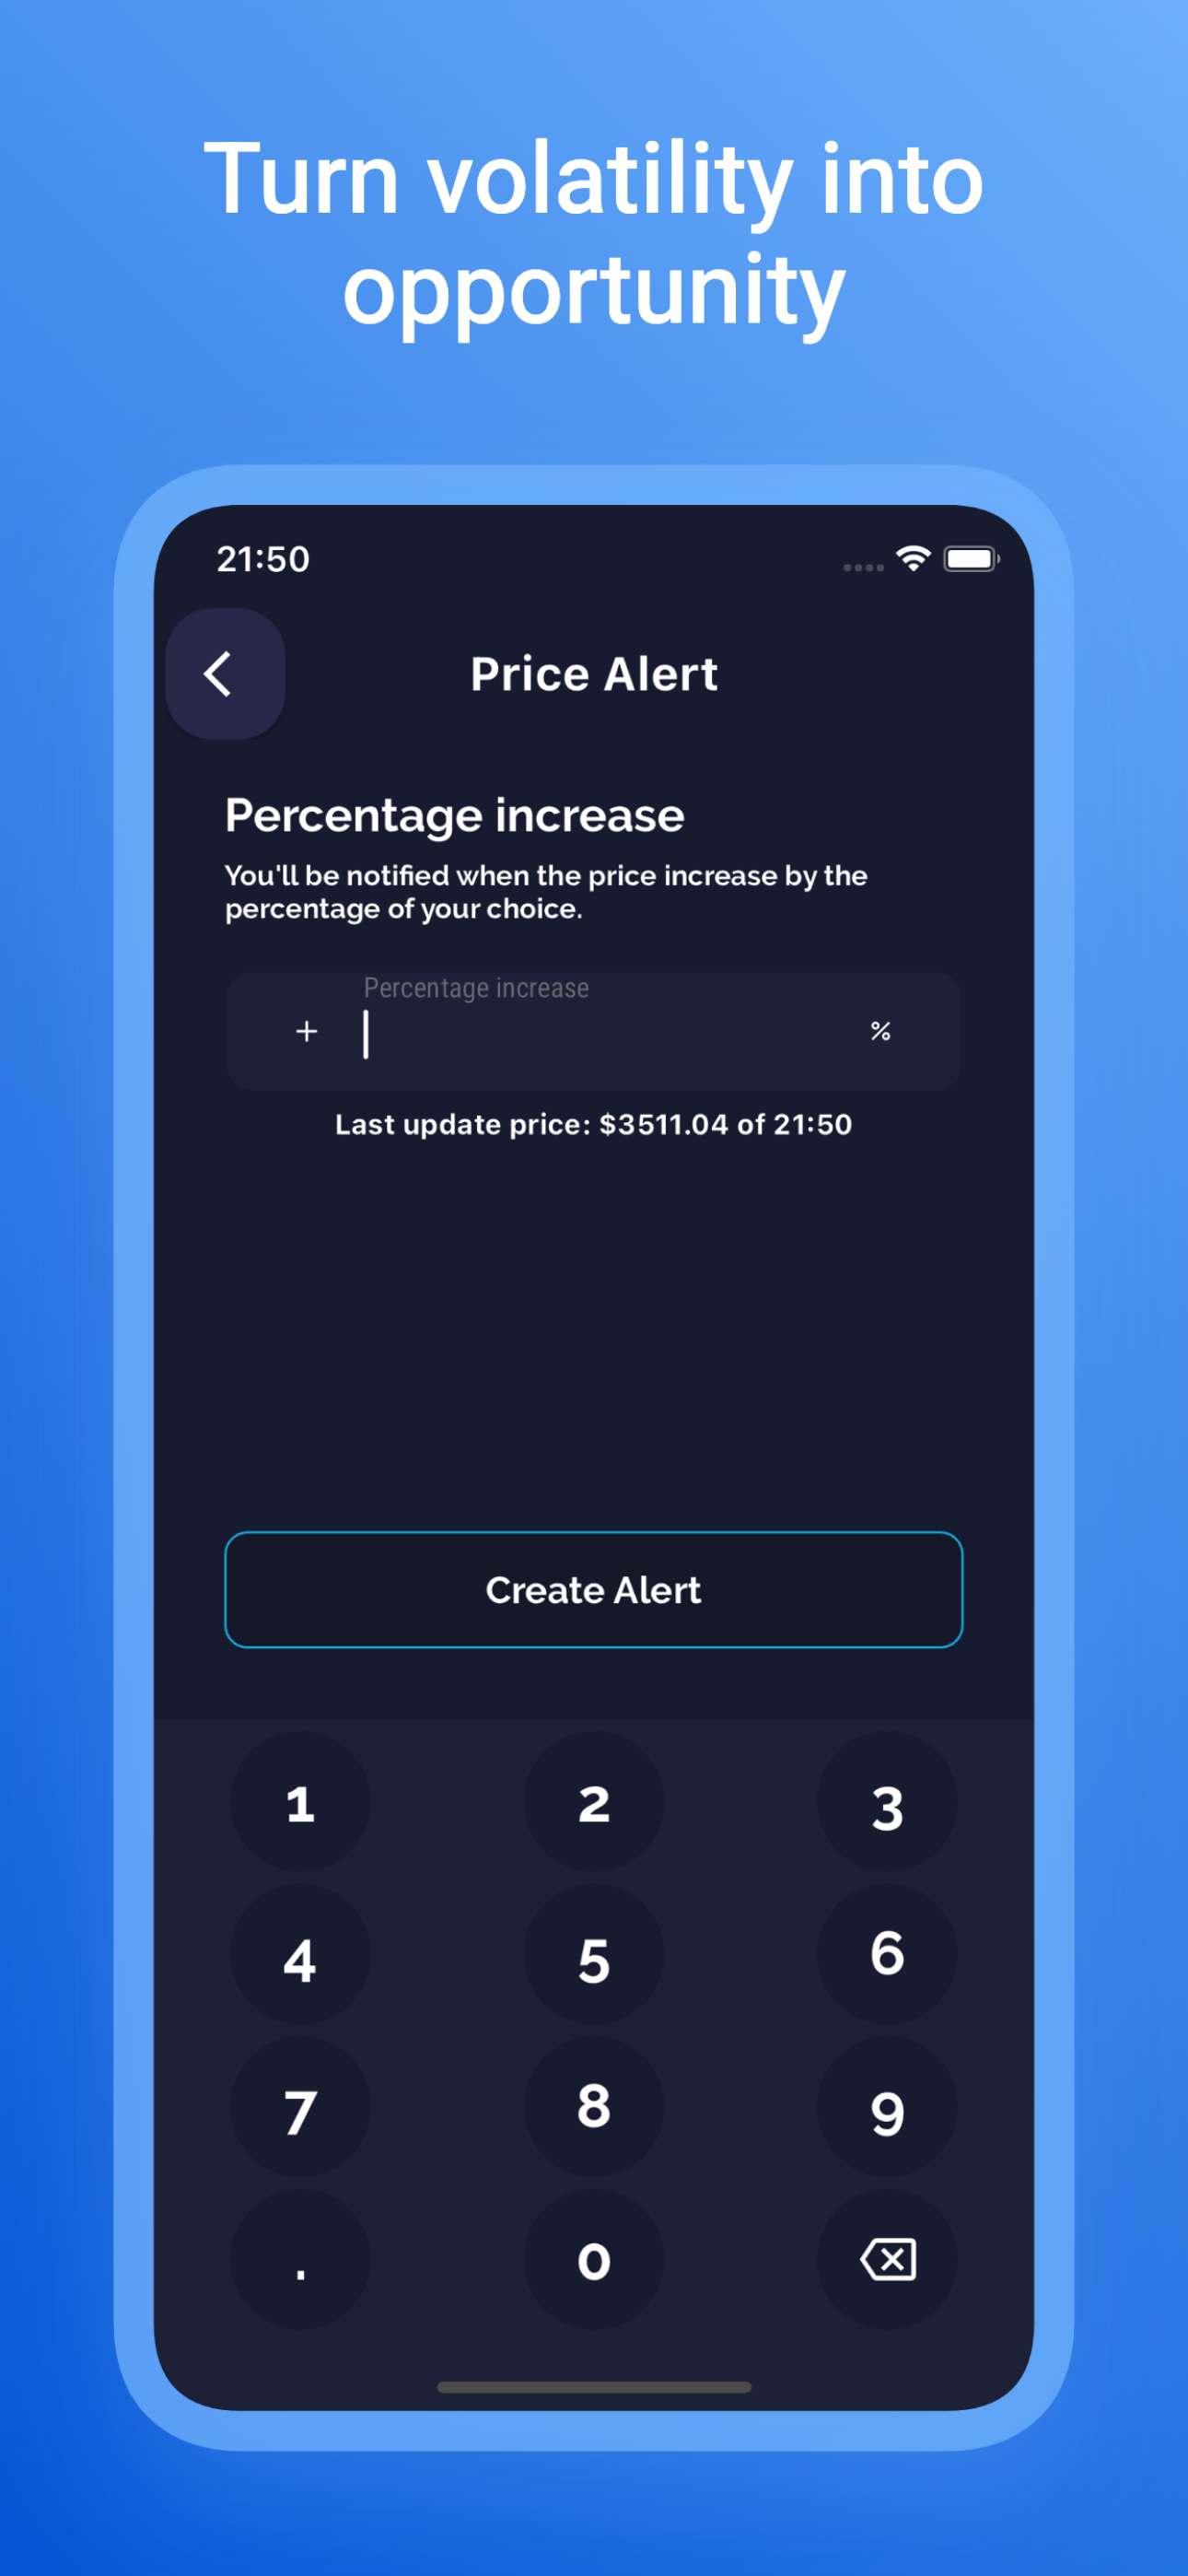 Turn volatility into
opportunity
21:50
Price Alert
Percentage increase
You'll be notified when the price increase by the
percentage of your choice.
Percentage increase
+ %
Last update price: $3511.04 of 21:50
Create Alert
1 2 3
4 5 6
7 8 9
. 0